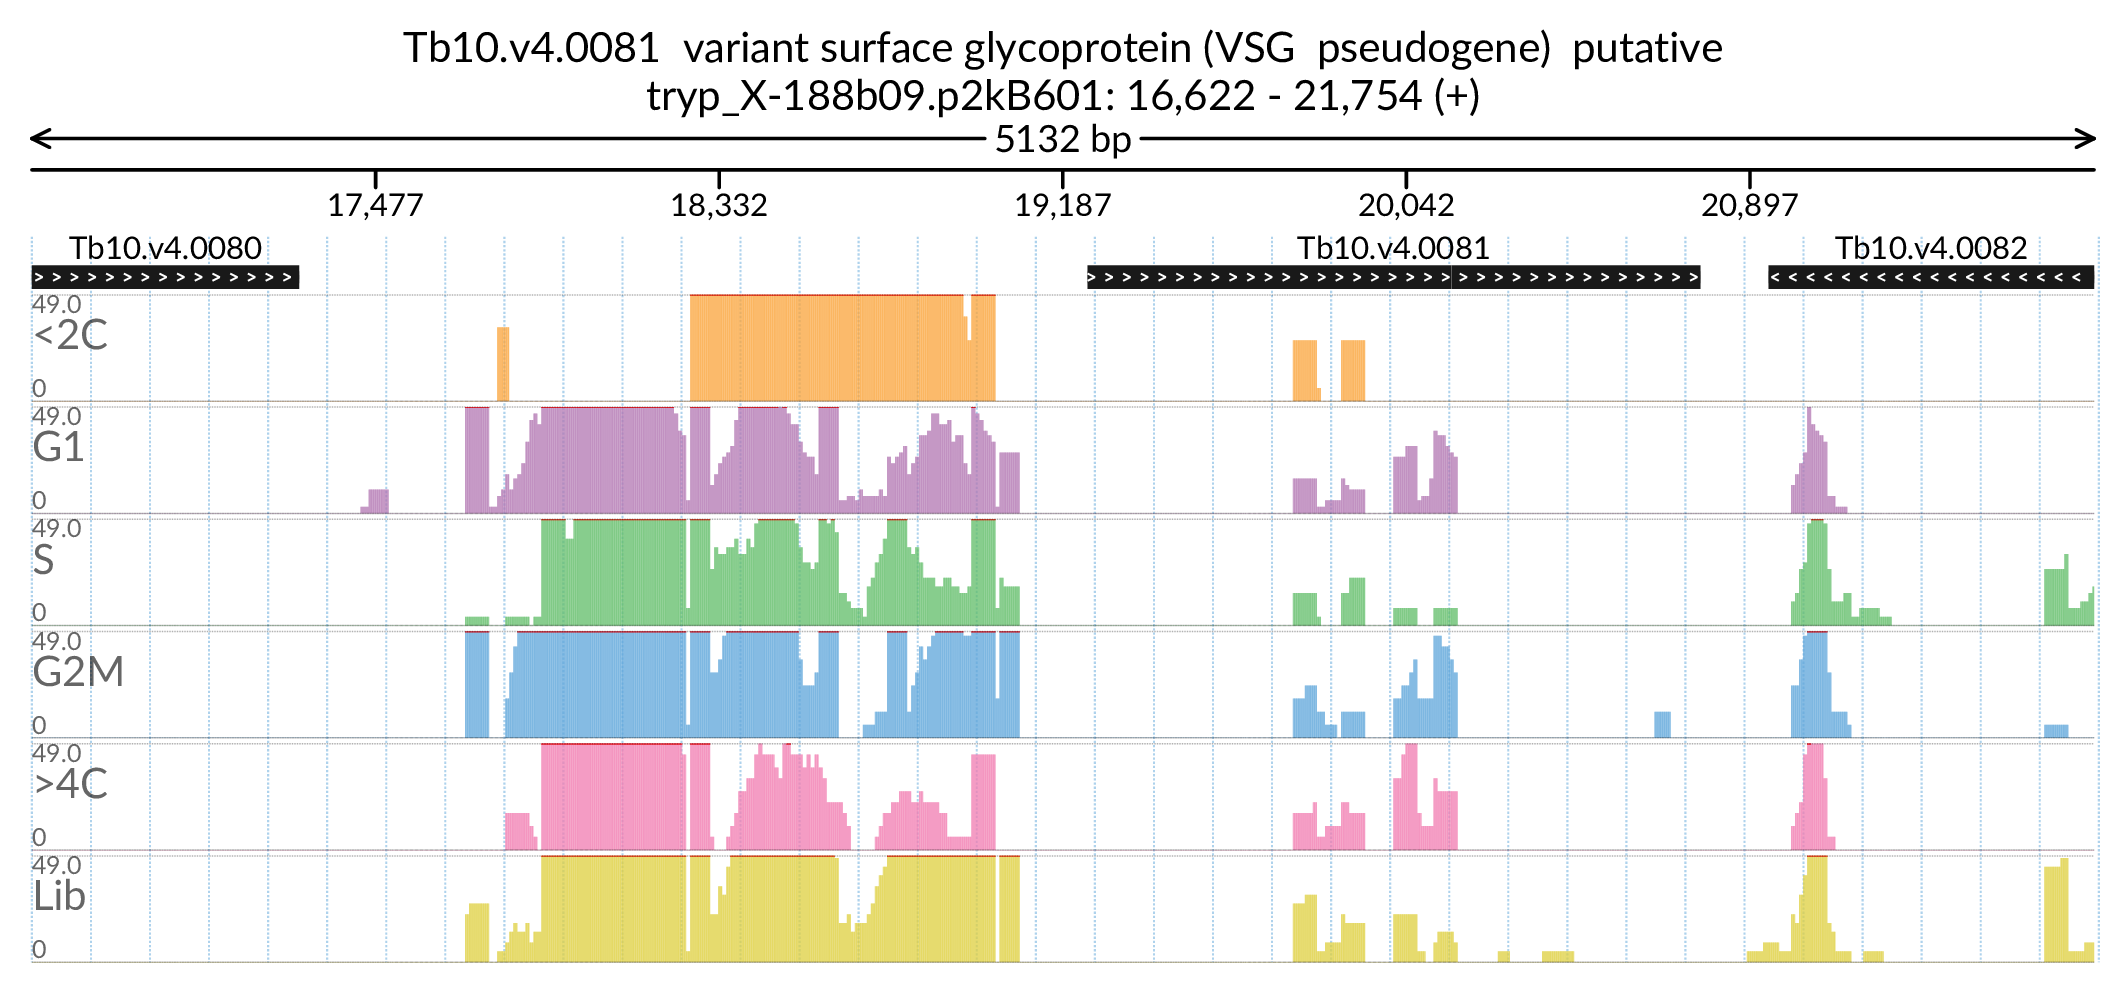 Tb10.v4.0081 variant surface glycoprotein (VSG pseudogene) putative
tryp_X-188b09.p2kB601: 16,622 - 21,754 (+)
5132 bp
17,477 18,332 19,187 20,042 20,897
Tb10.v4.0080 Tb10.v4.0081 Tb10.v4.0082
49.0
<2C
0
49.0
G1
0
49.0
S
0
49.0
G2M
0
49.0
>4C
0
49.0
Lib
0